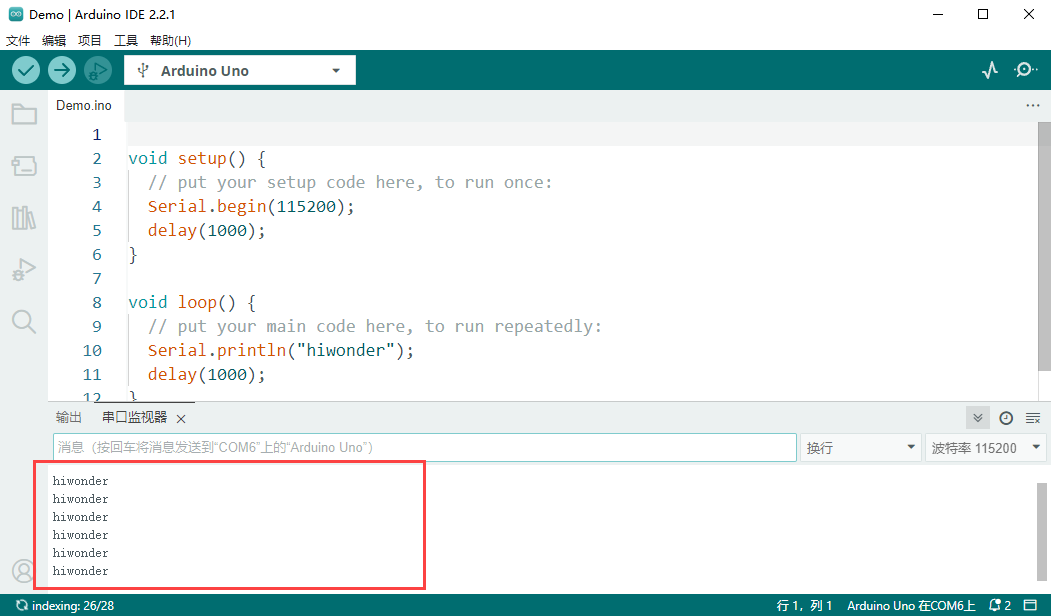 Demo | Arduino IDE 2.2.1
文件 编辑 项目 工具 帮助(H)
Arduino Uno
Demo.ino
1
2 void setup() {
3 // put your setup code here, to run once:
4 Serial.begin(115200);
5 delay(1000);
6 }
7
8 void loop() {
9 // put your main code here, to run repeatedly:
10 Serial.println("hiwonder");
11 delay(1000);
12 }
输出 串口监视器
消息（按回车将消息发送到“COM6”上的“Arduino Uno”） 换行 波特率 115200
hiwonder
hiwonder
hiwonder
hiwonder
hiwonder
hiwonder
indexing: 26/28 行 1，列 1 Arduino Uno 在COM6上 2